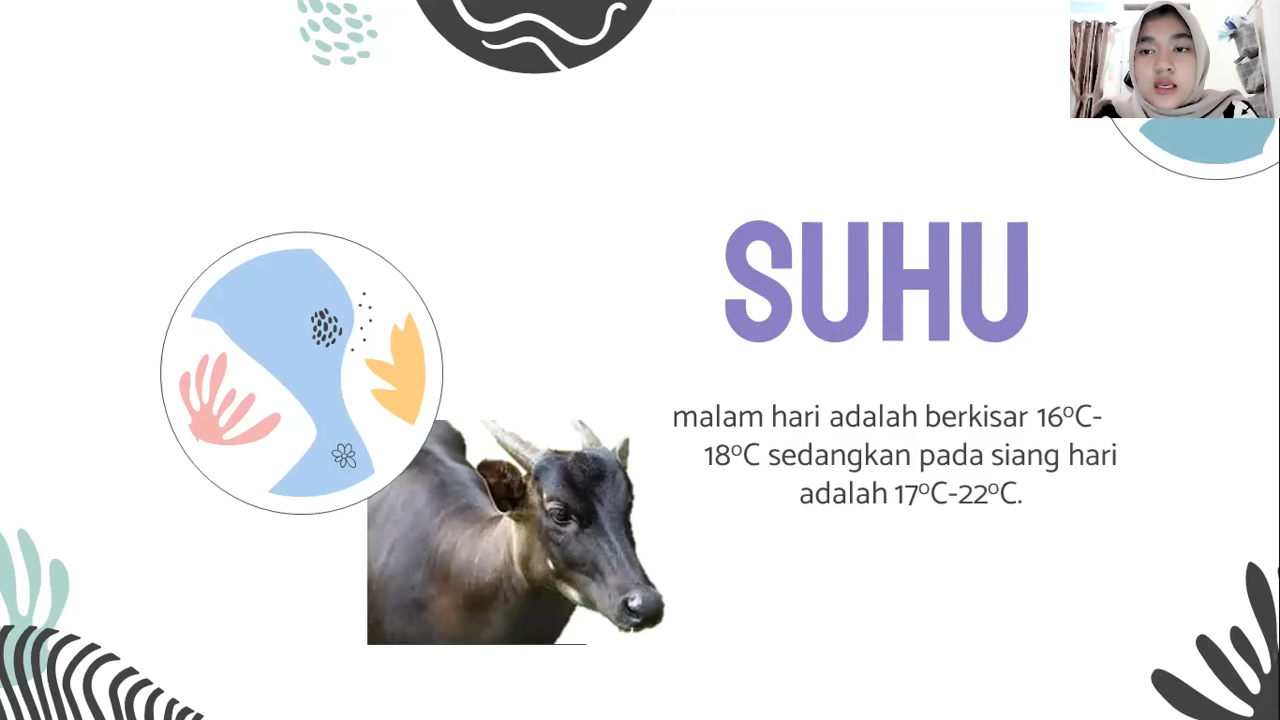 SUHU
malam hari adalah berkisar 16ºC-
18ºC sedangkan pada siang hari
adalah 17ºC-22ºC.